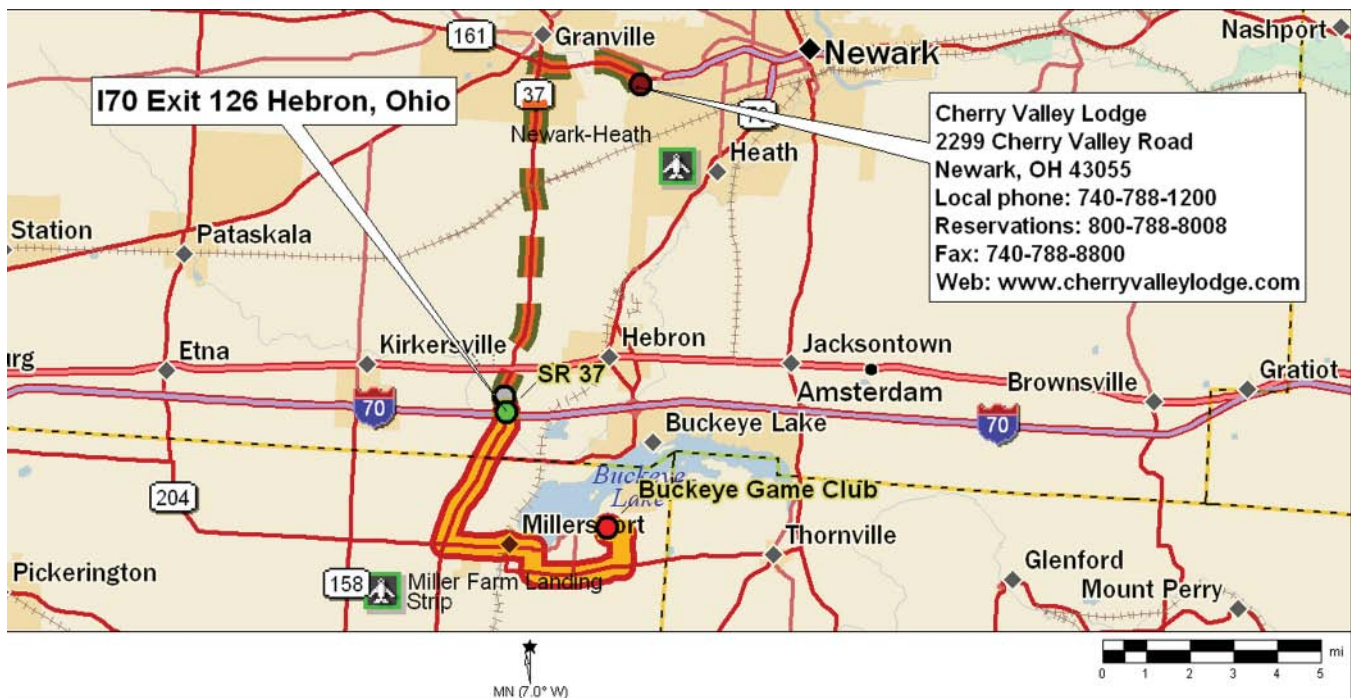 161
Granville
Newark
Nashport
I70 Exit 126 Hebron, Ohio
37
Newark-Heath
Heath
Cherry Valley Lodge
2299 Cherry Valley Road
Newark, OH 43055
Local phone: 740-788-1200
Reservations: 800-788-8008
Fax: 740-788-8800
Web: www.cherryvalleylodge.com
Station
Pataskala
urg
Etna
Kirkersville
Hebron
Jacksontown
Amsterdam
Brownsville
Gratiot
SR 37
70
70
Buckeye Lake
Buckeye
Lake
Buckeye Game Club
204
Millersport
Thornville
Pickerington
158
Miller Farm Landing
Strip
Glenford
Mount Perry
MN (7.0° W)
0 1 2 3 4 5
mi